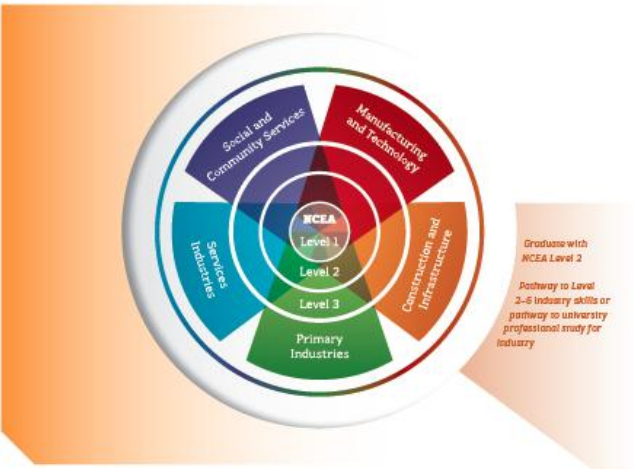 Social and
Community Services
Manufacturing
and Technology
NCEA
Level 1
Level 2
Level 3
Services
Industries
Construction and
Infrastructure
Primary
Industries
Graduate with
NCEA Level 2
Pathway to Level
2–6 industry skills or
pathway to university
professional study for
industry